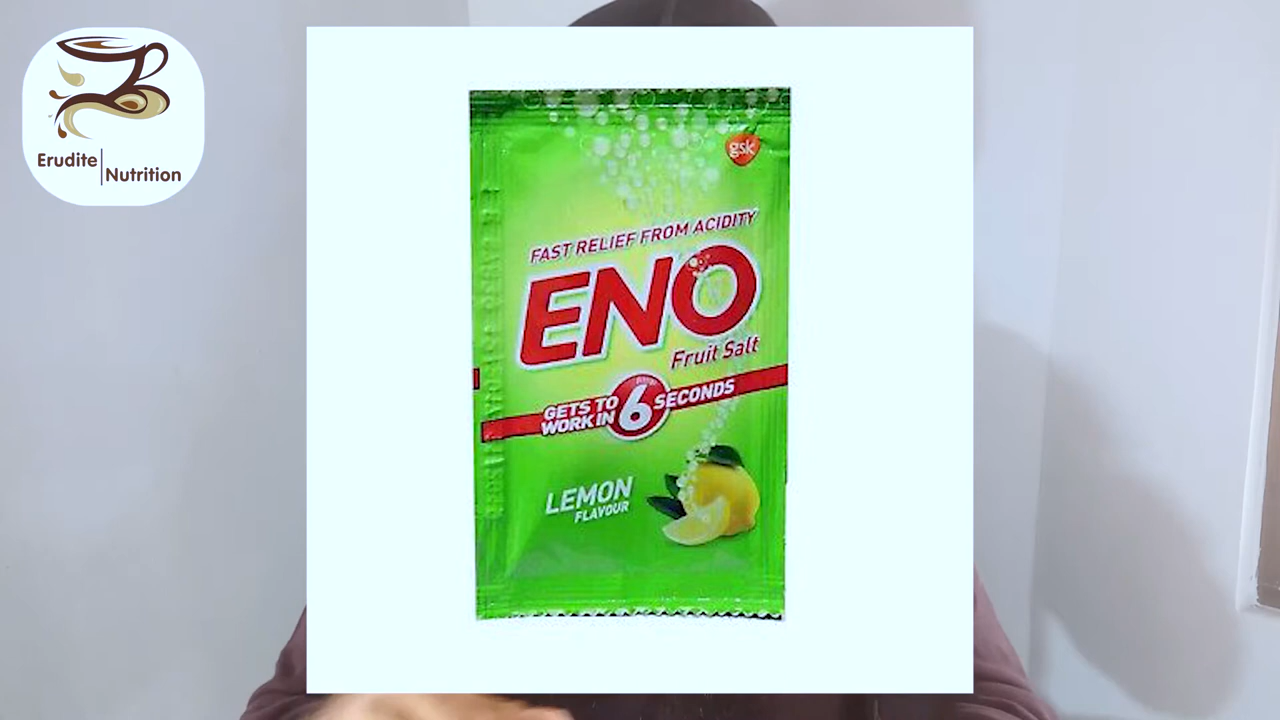 Erudite
Nutrition
gsk
FAST RELIEF FROM ACIDITY
ENO
Fruit Salt
GETS TO
WORK IN
6
SECONDS
LEMON
FLAVOUR